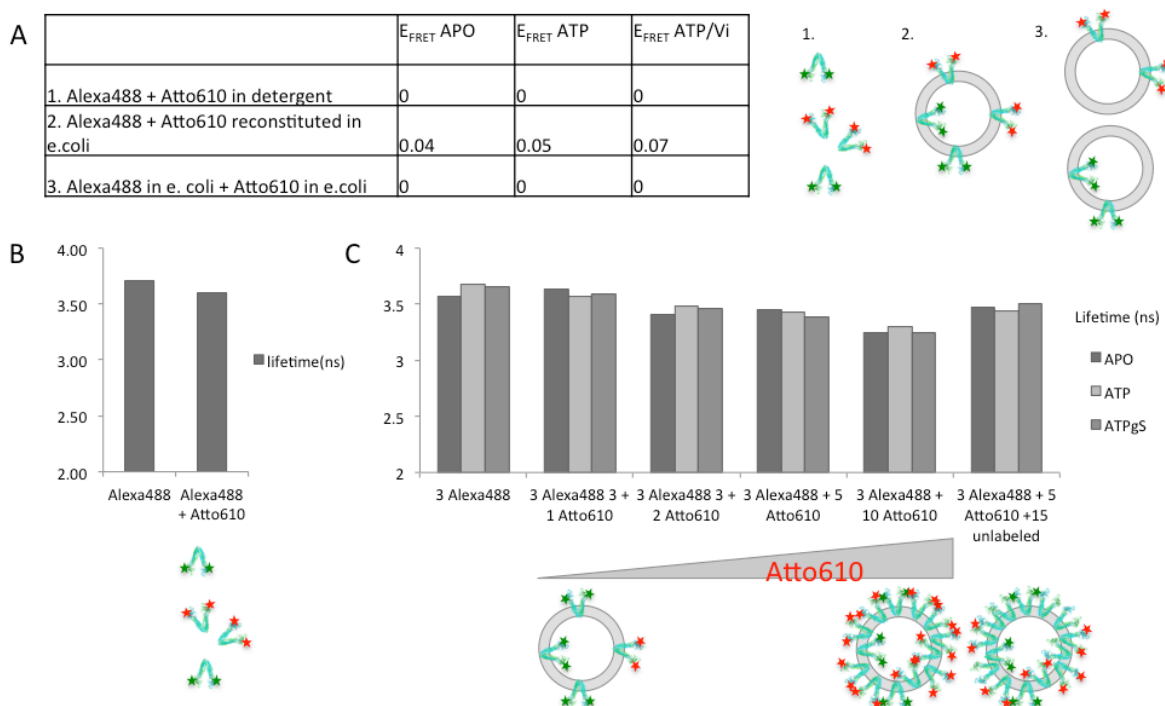 A
E_FRET APO E_FRET ATP E_FRET ATP/Vi
1. Alexa488 + Atto610 in detergent 0 0 0
2. Alexa488 + Atto610 reconstituted in
e.coli 0.04 0.05 0.07
3. Alexa488 in e. coli + Atto610 in e.coli 0 0 0
1. 2. 3.
B
4.00
3.50
3.00
2.50
2.00
Alexa488
Alexa488
+ Atto610
lifetime(ns)
C
4
3.5
3
2.5
2
3 Alexa488
3 Alexa488 3 +
1 Atto610
3 Alexa488 3 +
2 Atto610
3 Alexa488 + 5
Atto610
3 Alexa488 +
10 Atto610
3 Alexa488 + 5
Atto610 +15
unlabeled
Lifetime (ns)
APO
ATP
ATPgS
Atto610